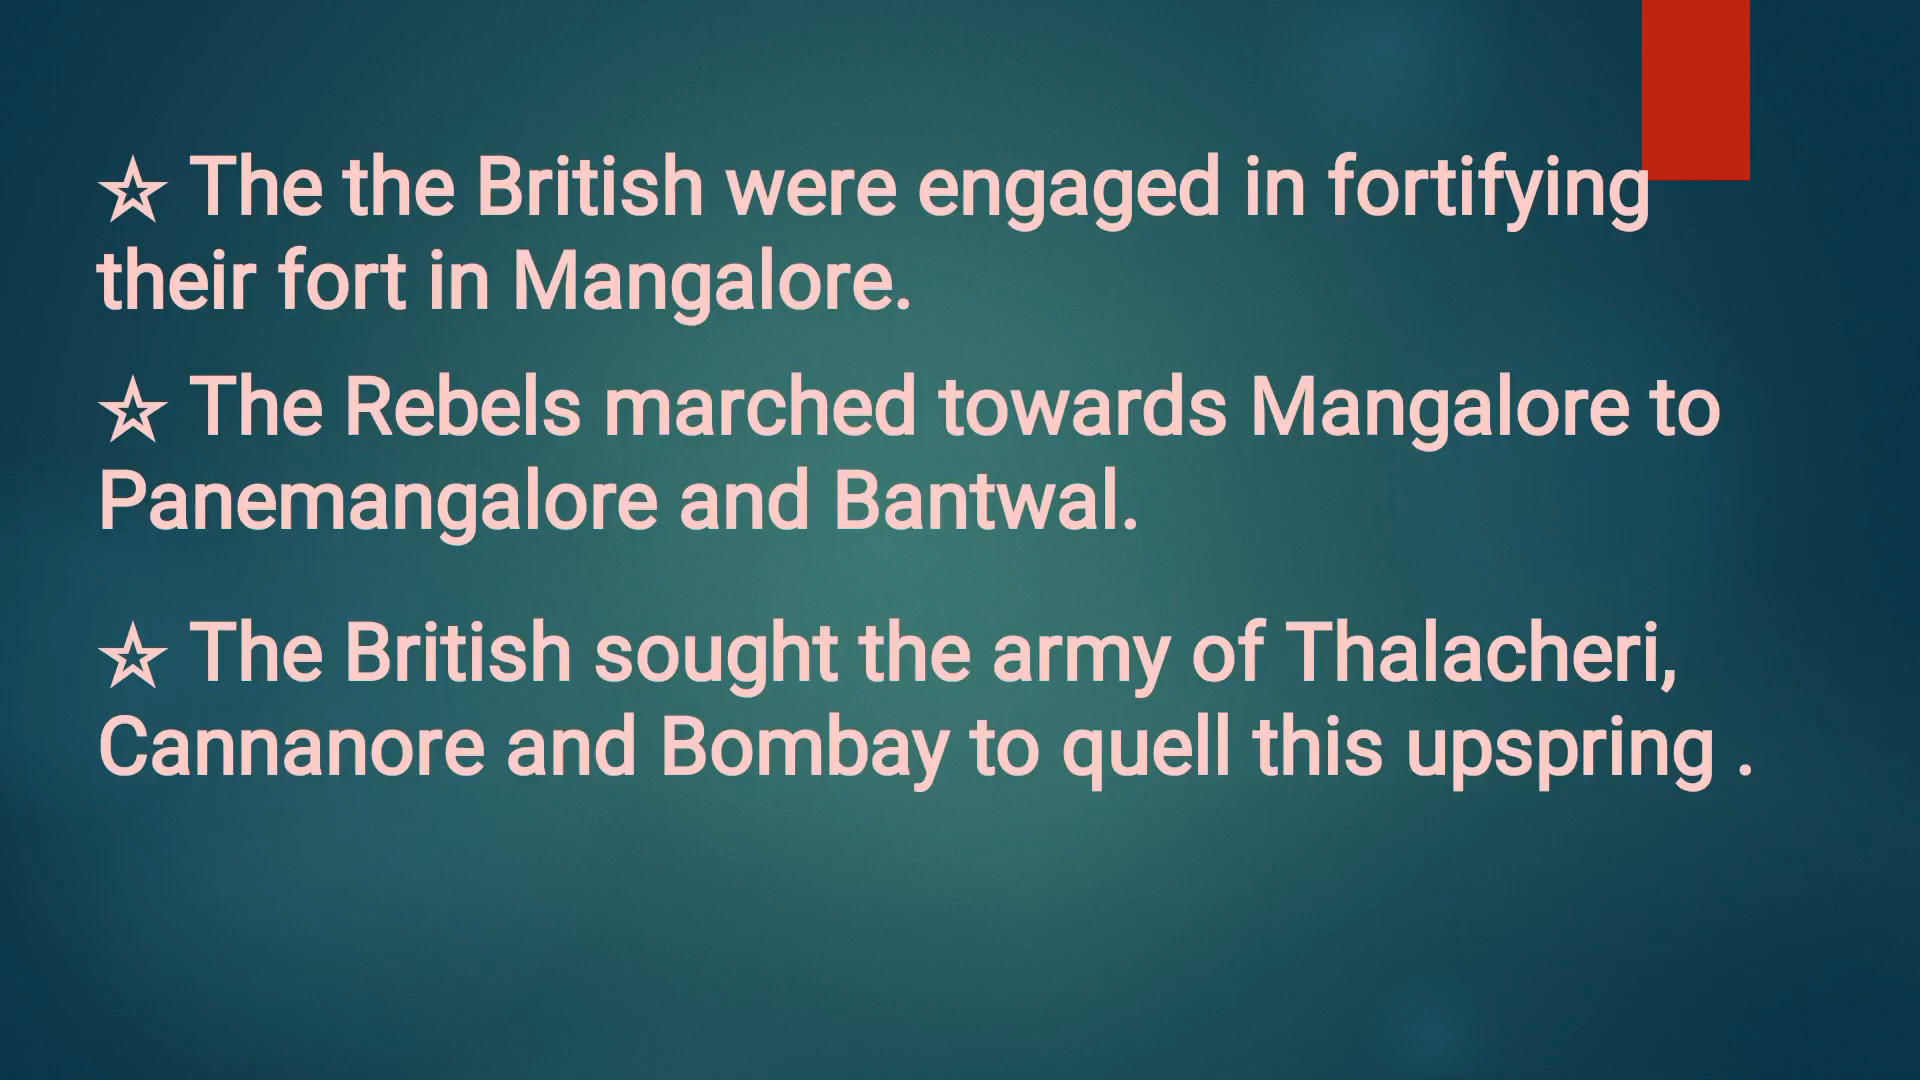 ☆ The the British were engaged in fortifying
their fort in Mangalore.
☆ The Rebels marched towards Mangalore to
Panemangalore and Bantwal.
☆ The British sought the army of Thalacheri,
Cannanore and Bombay to quell this upspring .